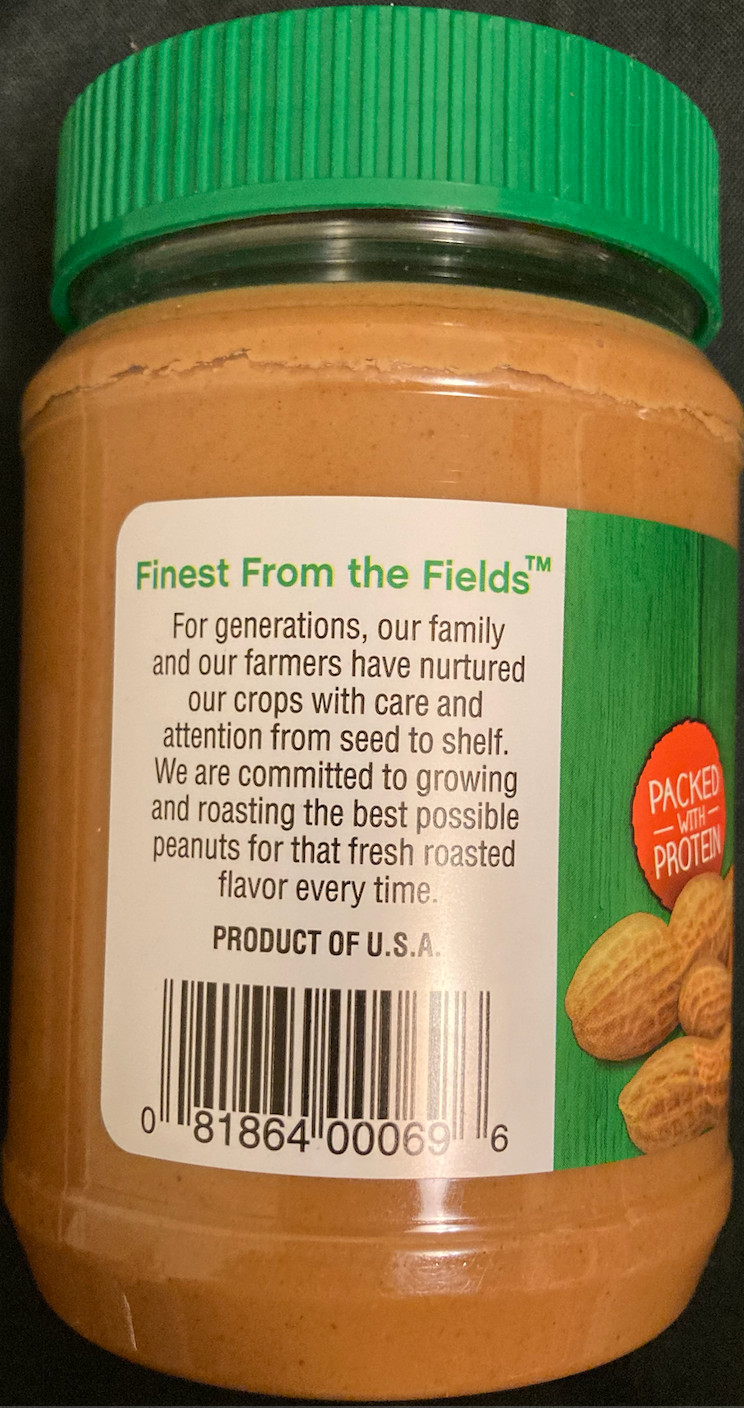 Finest From the Fields™
For generations, our family
and our farmers have nurtured
our crops with care and
attention from seed to shelf.
We are committed to growing
and roasting the best possible
peanuts for that fresh roasted
flavor every time.
PRODUCT OF U.S.A.
0 81864 00069 6
PACKED
WITH
PROTEIN